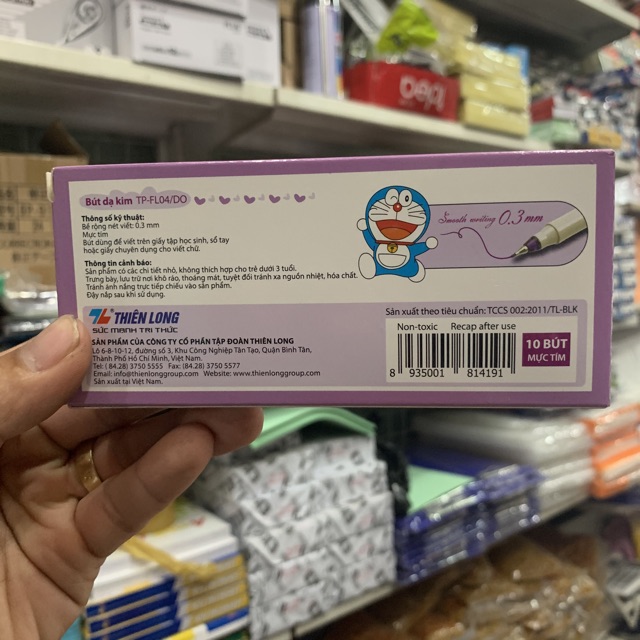 Bút dạ kim TP-FL04/DO
Thông số kỹ thuật:
Bề rộng nét viết: 0.3 mm
Mực tím
Bút dùng để viết trên giấy tập học sinh, sổ tay
hoặc giấy chuyên dụng cho viết chữ.
Thông tin cảnh báo:
Sản phẩm có các chi tiết nhỏ, không thích hợp cho trẻ dưới 3 tuổi.
Trưng bày, lưu trữ nơi khô ráo, thoáng mát, tuyệt đối tránh xa nguồn nhiệt, hóa chất.
Tránh ánh nắng trực tiếp chiếu vào sản phẩm.
Đậy nắp sau khi sử dụng.
Smooth writing 0.3 mm
THIÊN LONG
SỨC MẠNH TRI THỨC
SẢN PHẨM CỦA CÔNG TY CỔ PHẦN TẬP ĐOÀN THIÊN LONG
Lô 6-8-10-12, đường số 3, Khu Công Nghiệp Tân Tạo, Quận Bình Tân,
Thành Phố Hồ Chí Minh, Việt Nam.
Tel: (84.28) 3750 5555 Fax: (84.28) 3750 5577
Email: info@thienlonggroup.com Website: www.thienlonggroup.com
Sản xuất tại Việt Nam.
Sản xuất theo tiêu chuẩn: TCCS 002:2011/TL-BLK
Non-toxic Recap after use
8 935001 814191
10 BÚT
MỰC TÍM